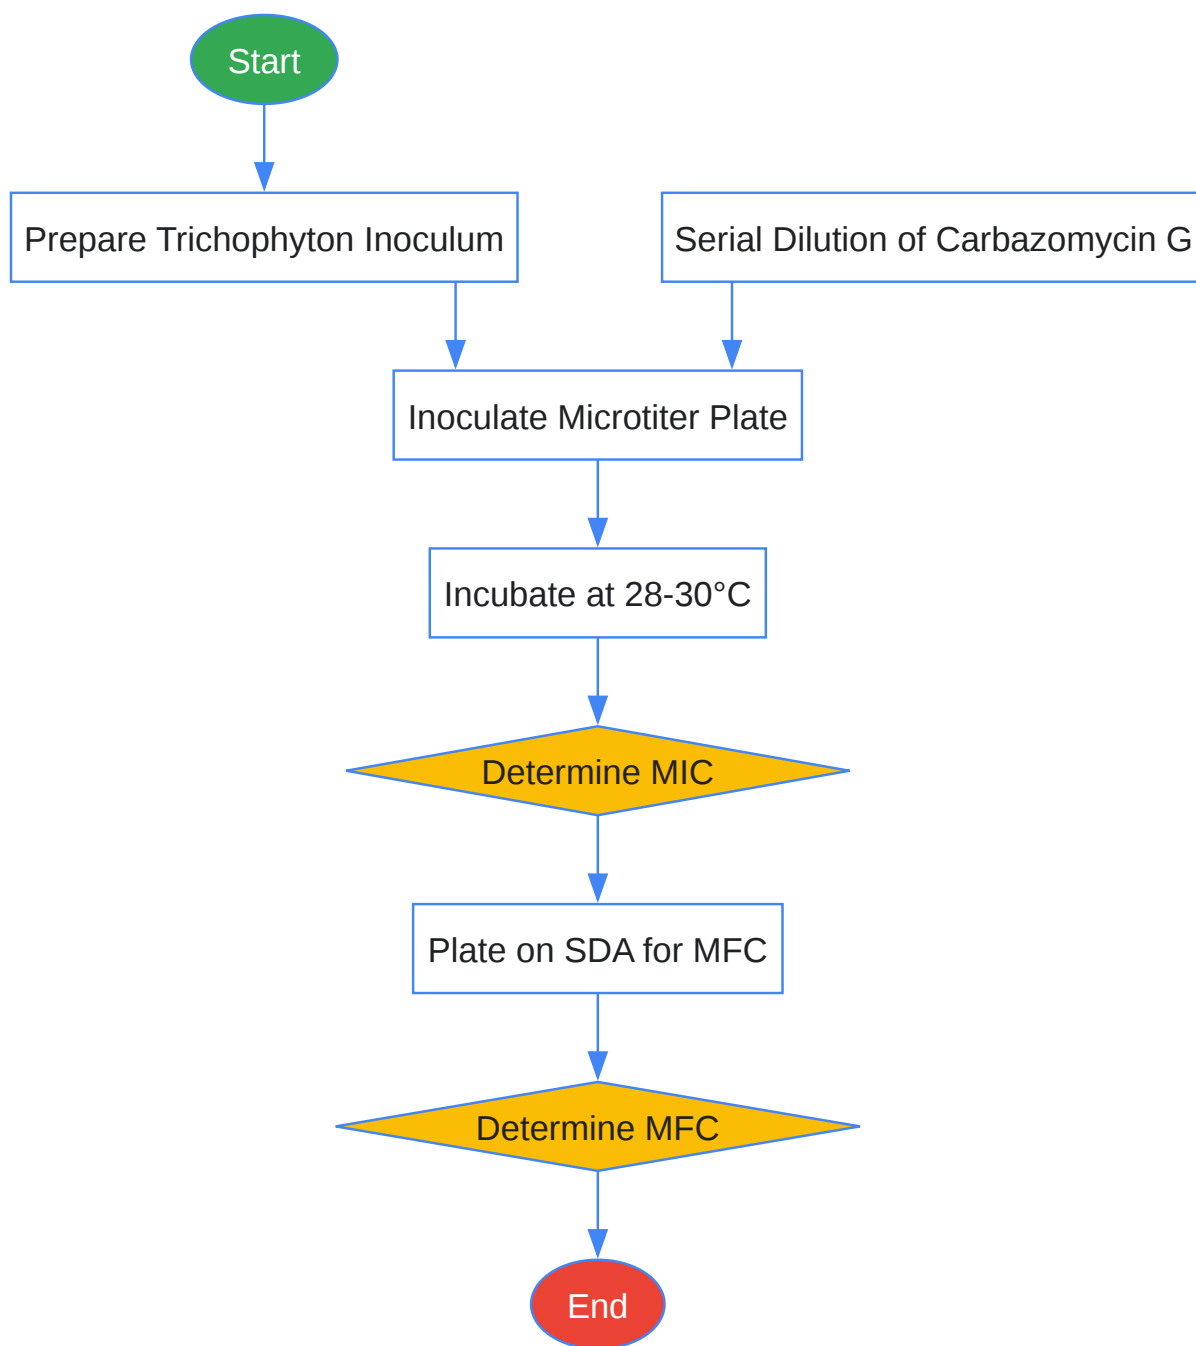 Start
Prepare Trichophyton Inoculum
Serial Dilution of Carbazomycin G
Inoculate Microtiter Plate
Incubate at 28-30°C
Determine MIC
Plate on SDA for MFC
Determine MFC
End